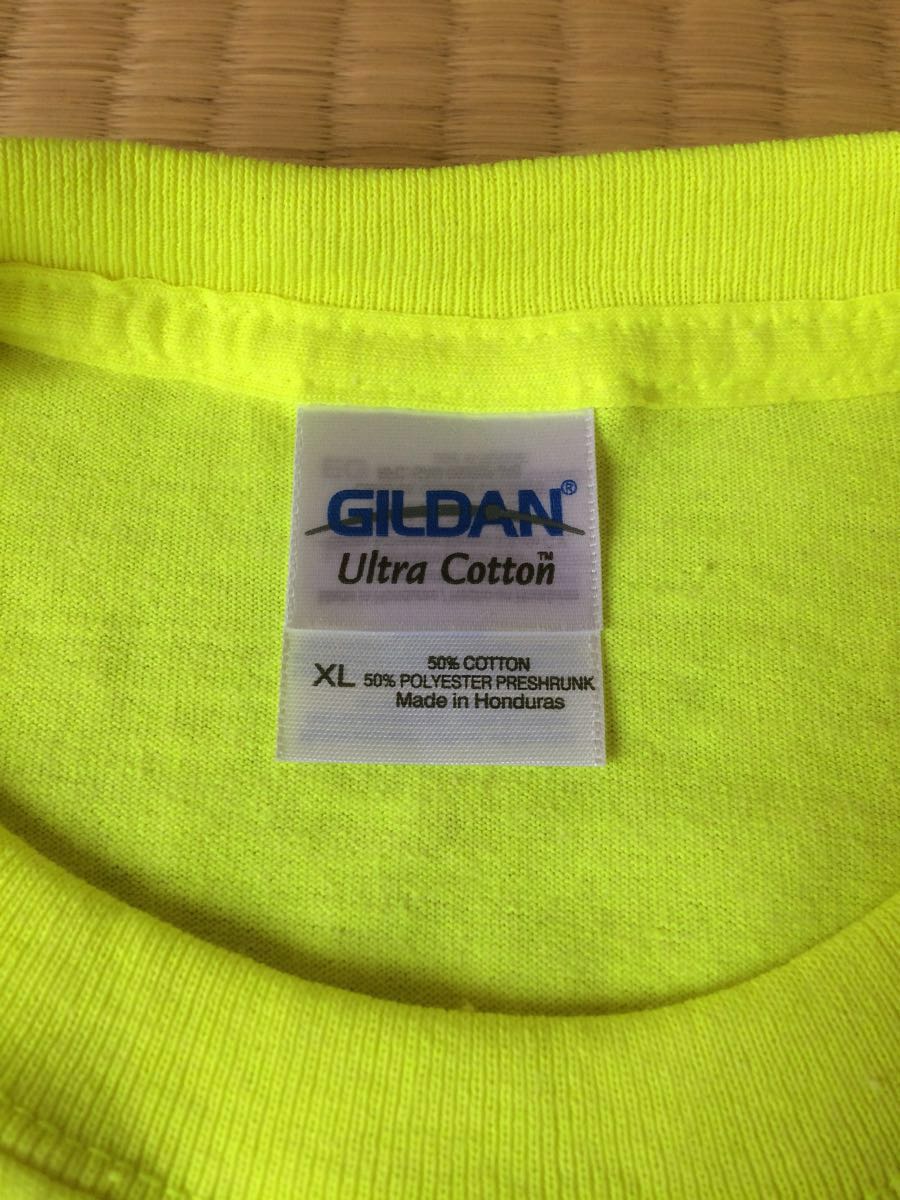 GILDAN®
Ultra Cotton™
XL
50% COTTON
50% POLYESTER PRESHRUNK
Made in Honduras